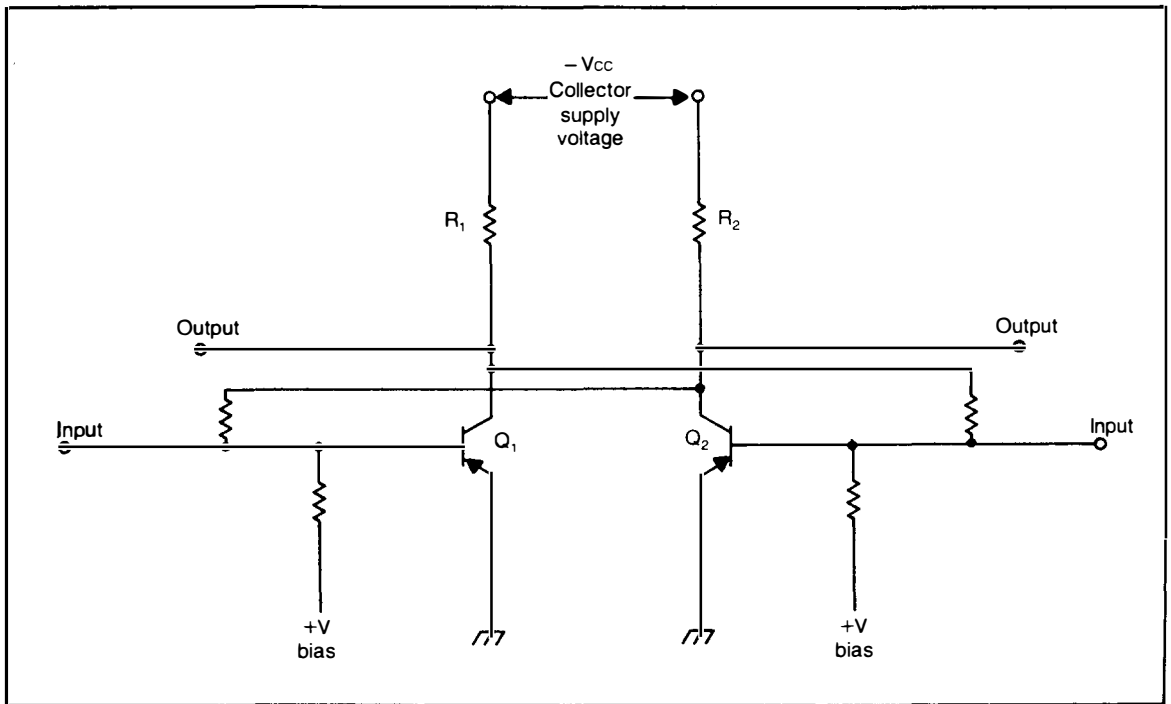 −Vcc
Collector
supply
voltage
R₁
R₂
Output
Output
Input
Q₁
Q₂
Input
+V
bias
+V
bias